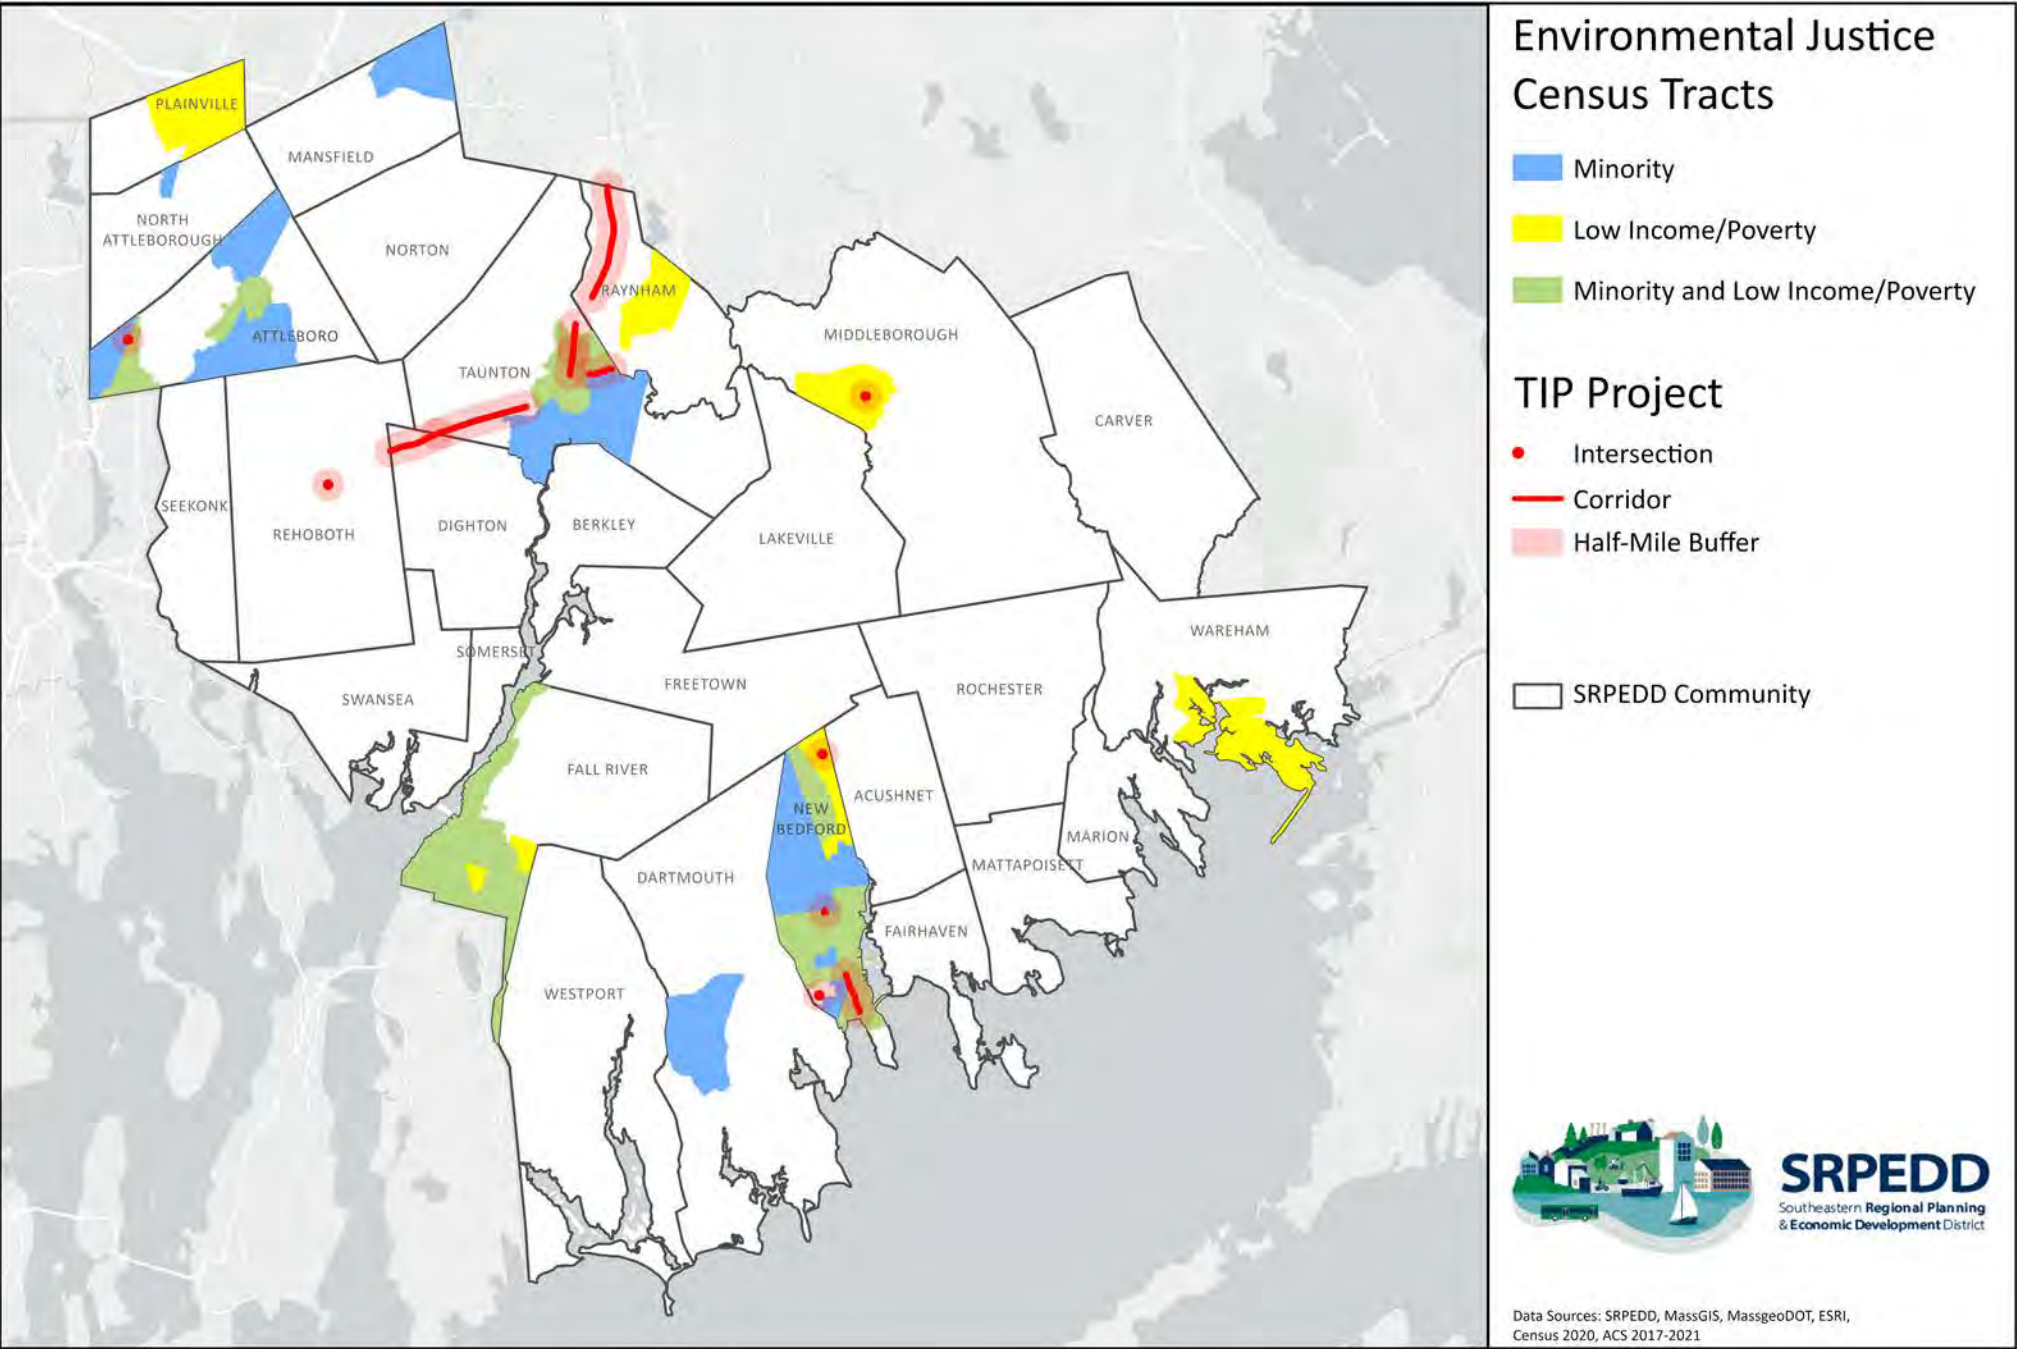 PLAINVILLE
MANSFIELD
NORTH
ATTLEBOROUGH
NORTON
RAYNHAM
ATTLEBORO
MIDDLEBOROUGH
TAUNTON
CARVER
SEEKONK
REHOBOTH
DIGHTON
BERKLEY
LAKEVILLE
WAREHAM
SOMERSET
SWANSEA
FREETOWN
ROCHESTER
FALL RIVER
ACUSHNET
NEW
BEDFORD
MARION
MATTAPOISETT
DARTMOUTH
FAIRHAVEN
WESTPORT
Environmental Justice
Census Tracts
Minority
Low Income/Poverty
Minority and Low Income/Poverty
TIP Project
Intersection
Corridor
Half-Mile Buffer
SRPEDD Community
SRPEDD
Southeastern Regional Planning
& Economic Development District
Data Sources: SRPEDD, MassGIS, MassgeoDOT, ESRI,
Census 2020, ACS 2017-2021